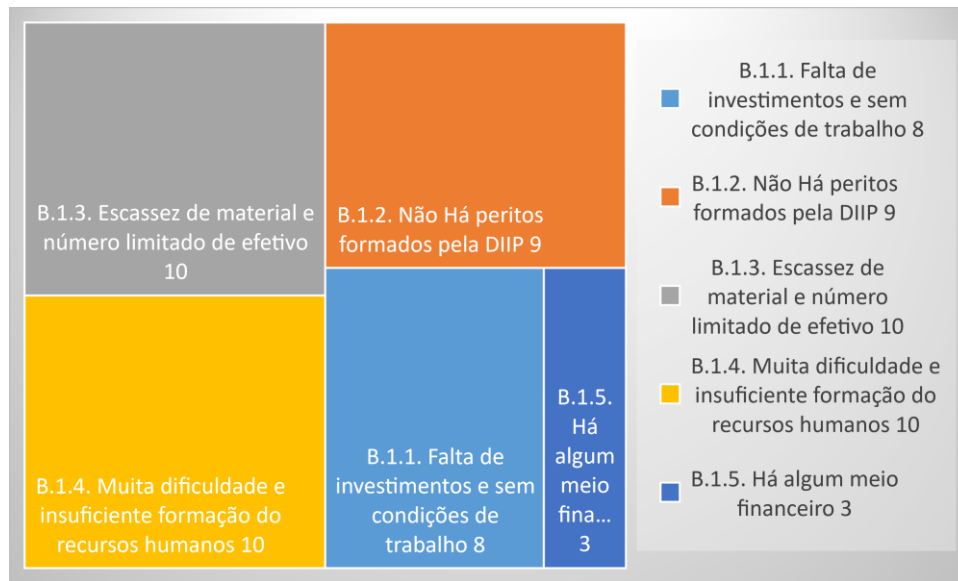 B.1.3. Escassez de material e
número limitado de efetivo
10
B.1.2. Não Há peritos
formados pela DIIP 9
B.1.4. Muita dificuldade e
insuficiente formação do
recursos humanos 10
B.1.1. Falta de
investimentos e sem
condições de
trabalho 8
B.1.5.
Há
algum
meio
fina...
3
B.1.1. Falta de
investimentos e sem
condições de trabalho 8
B.1.2. Não Há peritos
formados pela DIIP 9
B.1.3. Escassez de
material e número
limitado de efetivo 10
B.1.4. Muita dificuldade e
insuficiente formação do
recursos humanos 10
B.1.5. Há algum meio
financeiro 3